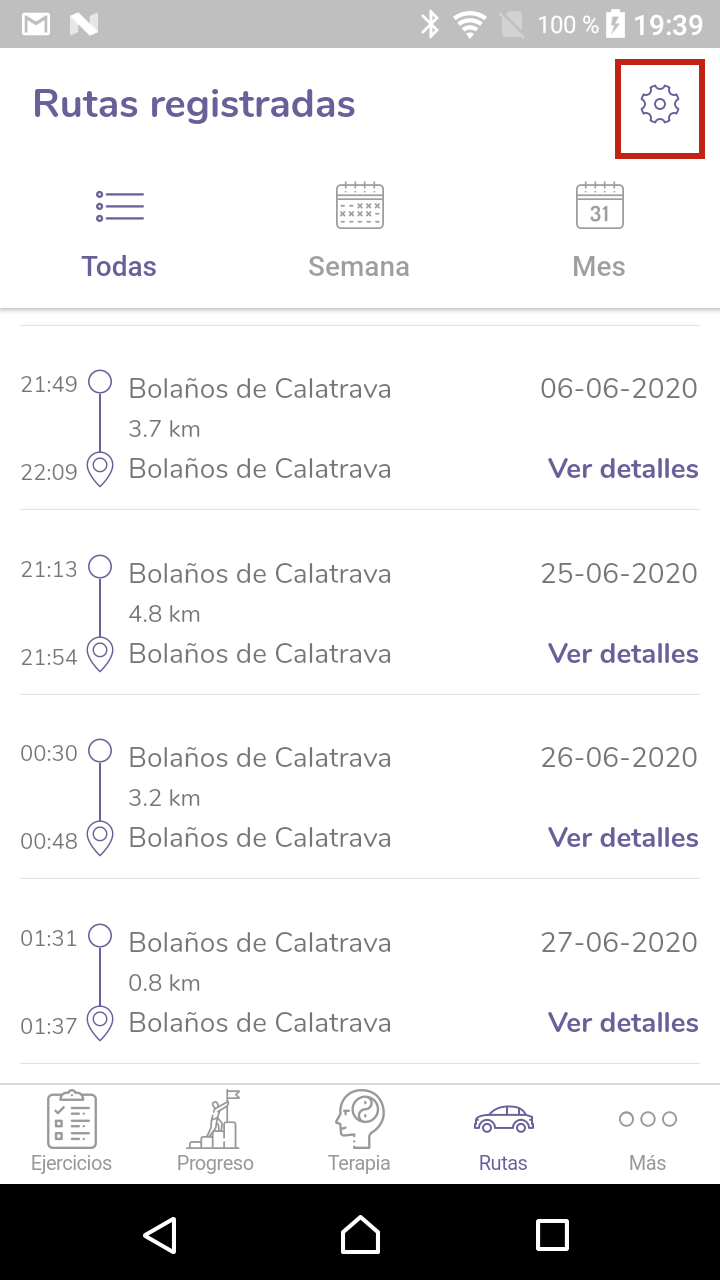 100 % 19:39
Rutas registradas
31
Todas Semana Mes
21:49 Bolaños de Calatrava 06-06-2020
3.7 km
22:09 Bolaños de Calatrava Ver detalles
21:13 Bolaños de Calatrava 25-06-2020
4.8 km
21:54 Bolaños de Calatrava Ver detalles
00:30 Bolaños de Calatrava 26-06-2020
3.2 km
00:48 Bolaños de Calatrava Ver detalles
01:31 Bolaños de Calatrava 27-06-2020
0.8 km
01:37 Bolaños de Calatrava Ver detalles
Ejercicios Progreso Terapia Rutas Más